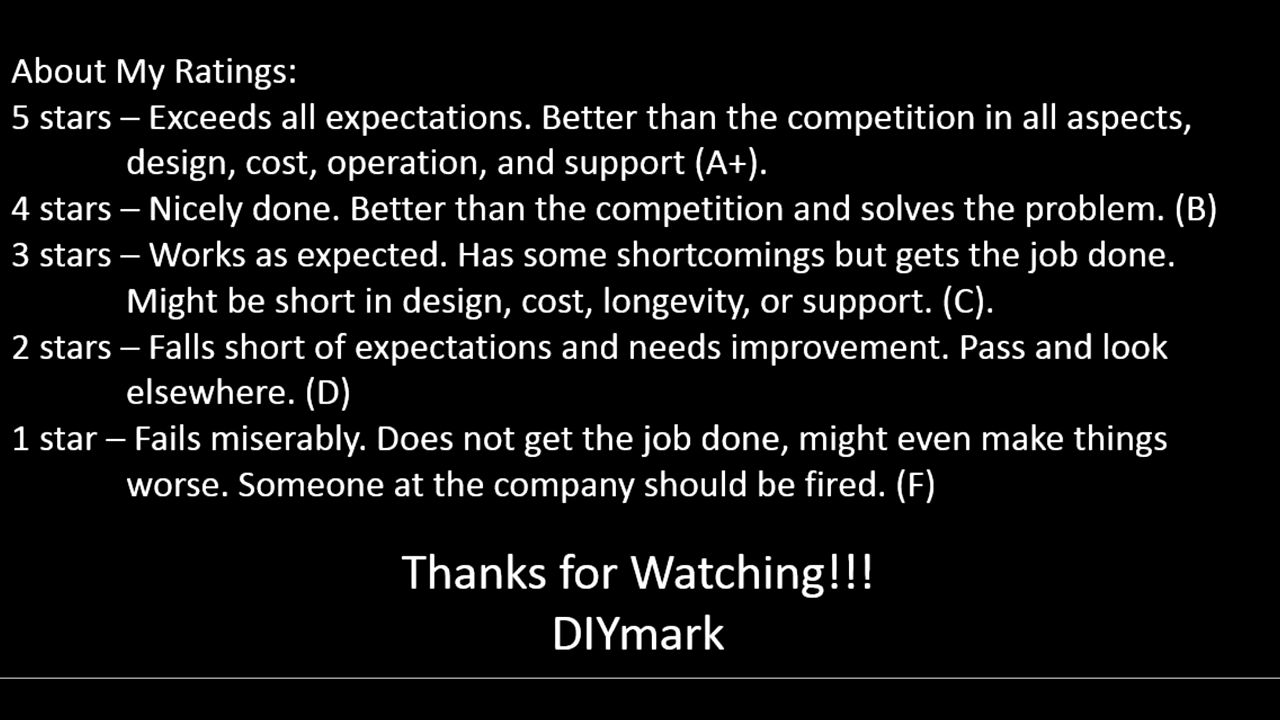 About My Ratings:
5 stars – Exceeds all expectations. Better than the competition in all aspects,
design, cost, operation, and support (A+).
4 stars – Nicely done. Better than the competition and solves the problem. (B)
3 stars – Works as expected. Has some shortcomings but gets the job done.
Might be short in design, cost, longevity, or support. (C).
2 stars – Falls short of expectations and needs improvement. Pass and look
elsewhere. (D)
1 star – Fails miserably. Does not get the job done, might even make things
worse. Someone at the company should be fired. (F)
Thanks for Watching!!!
DIYmark